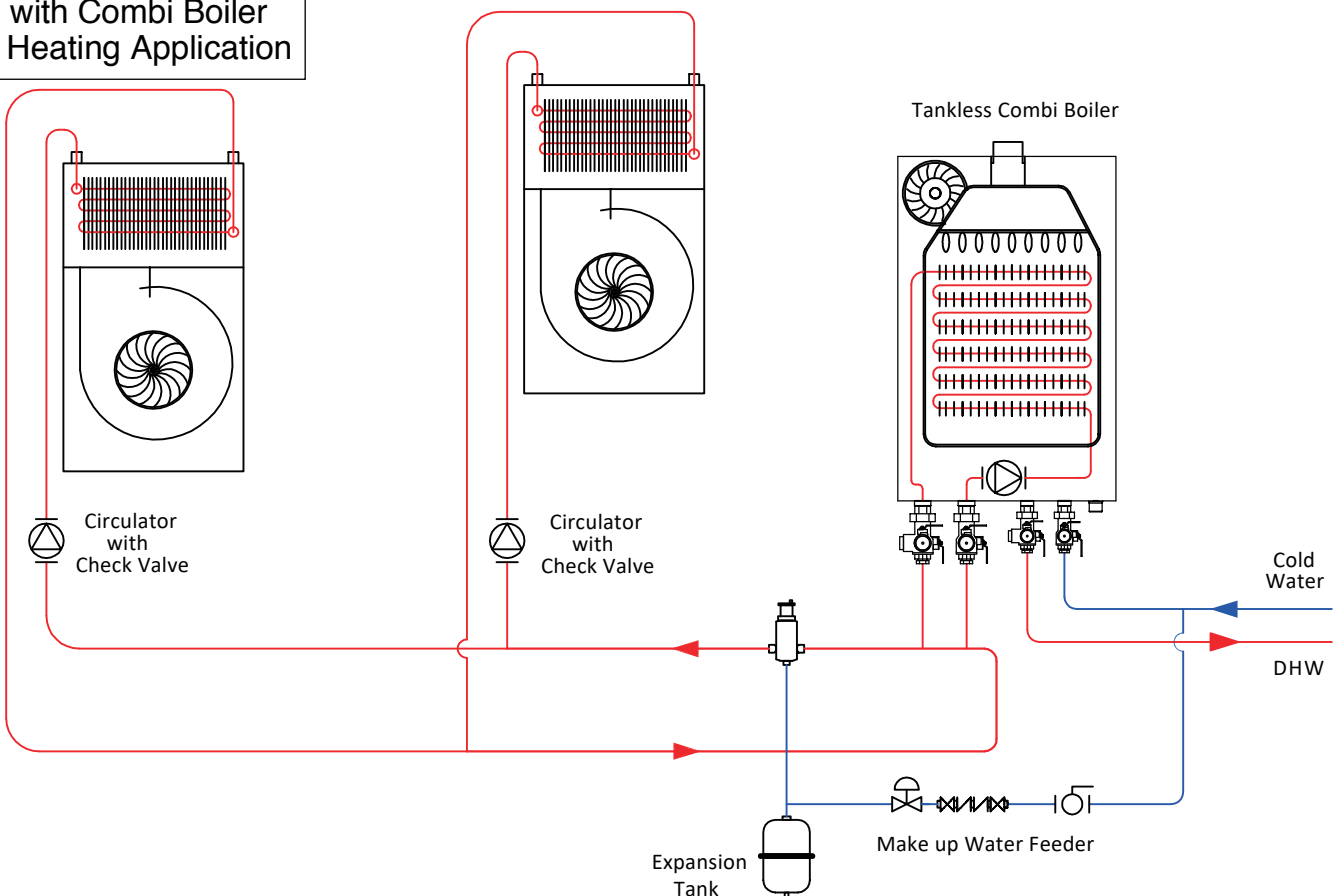 with Combi Boiler
Heating Application
Tankless Combi Boiler
Circulator
with
Check Valve
Circulator
with
Check Valve
Cold
Water
DHW
Make up Water Feeder
Expansion
Tank